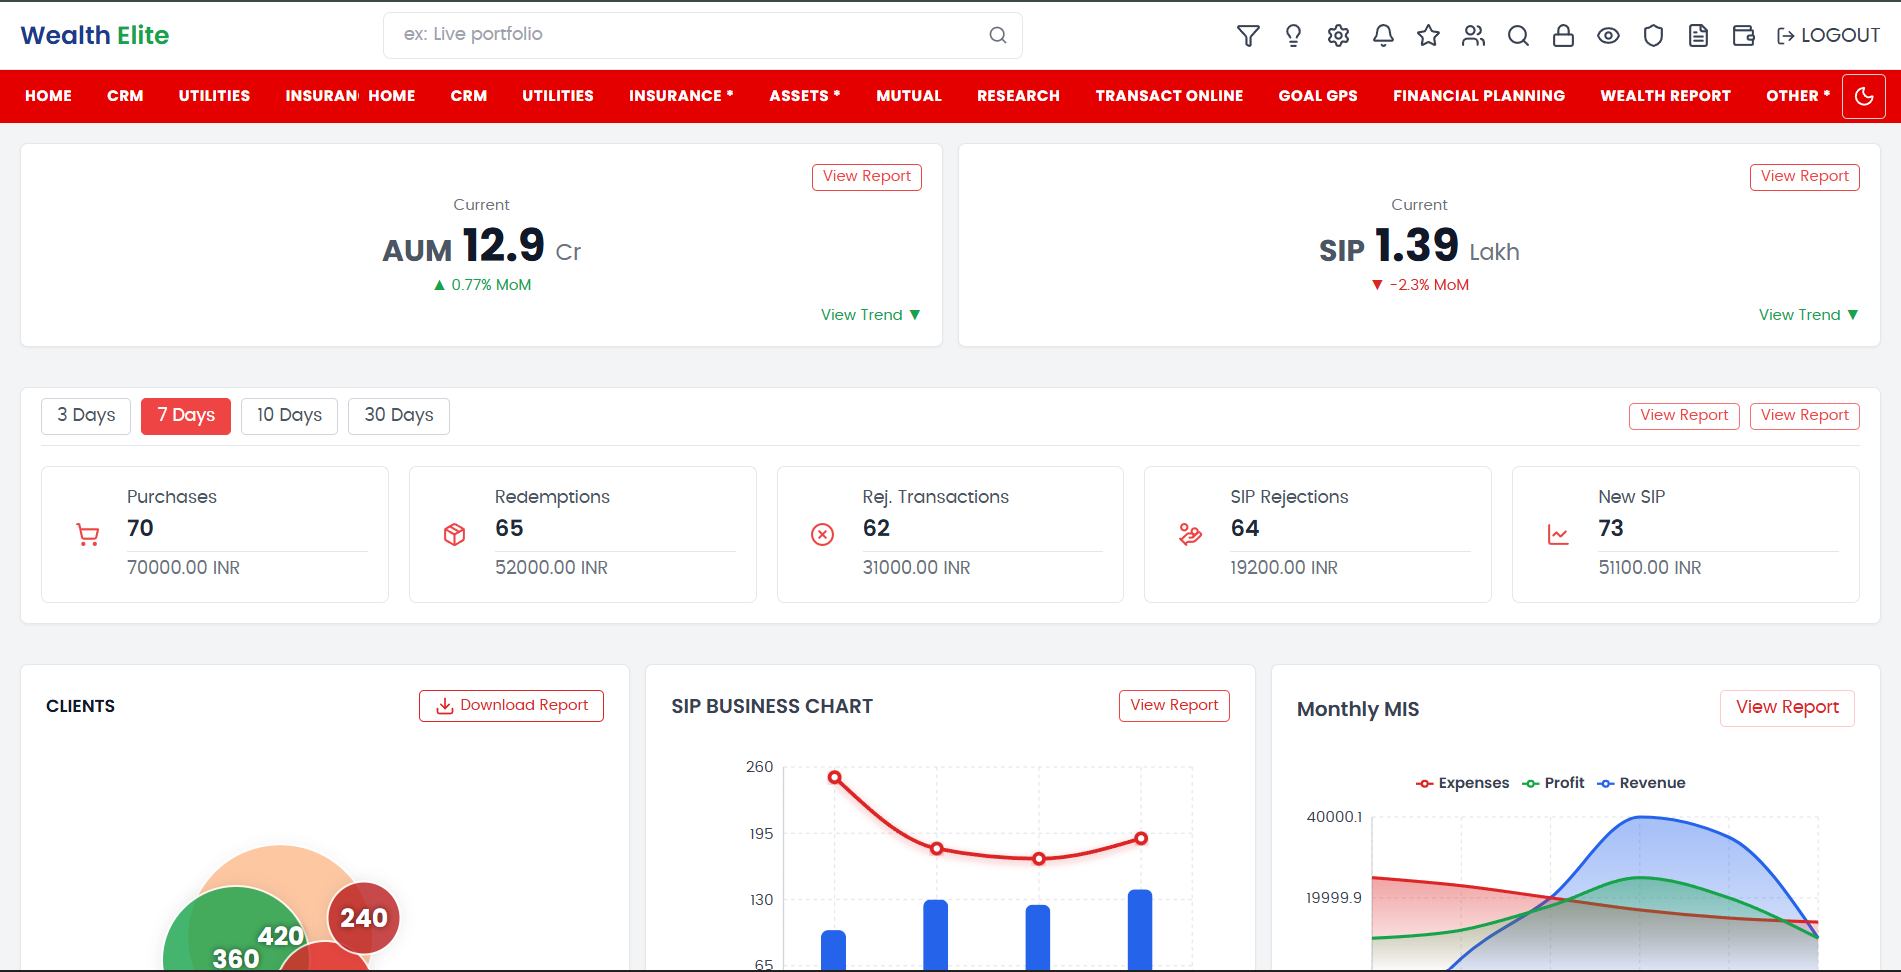 Wealth Elite
ex: Live portfolio
LOGOUT
HOME CRM UTILITIES INSURAN HOME CRM UTILITIES INSURANCE * ASSETS * MUTUAL RESEARCH TRANSACT ONLINE GOAL GPS FINANCIAL PLANNING WEALTH REPORT OTHER *
View Report
Current
AUM 12.9 Cr
▲ 0.77% MoM
View Trend ▼
View Report
Current
SIP 1.39 Lakh
▼ -2.3% MoM
View Trend ▼
3 Days 7 Days 10 Days 30 Days View Report View Report
Purchases
70
70000.00 INR
Redemptions
65
52000.00 INR
Rej. Transactions
62
31000.00 INR
SIP Rejections
64
19200.00 INR
New SIP
73
51100.00 INR
CLIENTS Download Report
240
420
360
SIP BUSINESS CHART View Report
260
195
130
65
Monthly MIS View Report
Expenses Profit Revenue
40000.1
19999.9